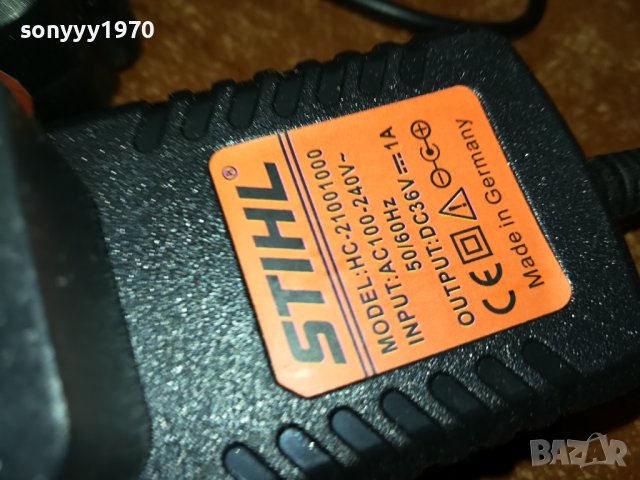 sonyyy1970
STIHL®
MODEL:HC-21001000
INPUT:AC100-240V~
50/60Hz
OUTPUT:DC36V⎓1A
CE
Made in Germany
BAZAR